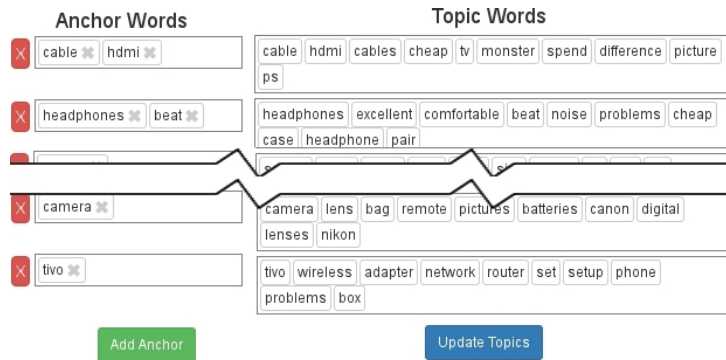 Anchor Words Topic Words
X cable hdmi cable hdmi cables cheap tv monster spend difference picture
ps
X headphones beat headphones excellent comfortable beat noise problems cheap
case headphone pair
X camera camera lens bag remote pictures batteries canon digital
lenses nikon
X tivo tivo wireless adapter network router set setup phone
problems box
Add Anchor Update Topics